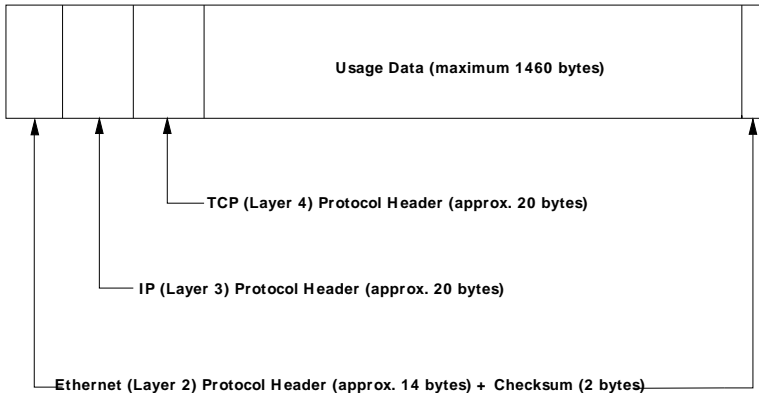 Usage Data (maximum 1460 bytes)
TCP (Layer 4) Protocol Header (approx. 20 bytes)
IP (Layer 3) Protocol Header (approx. 20 bytes)
Ethernet (Layer 2) Protocol Header (approx. 14 bytes) + Checksum (2 bytes)